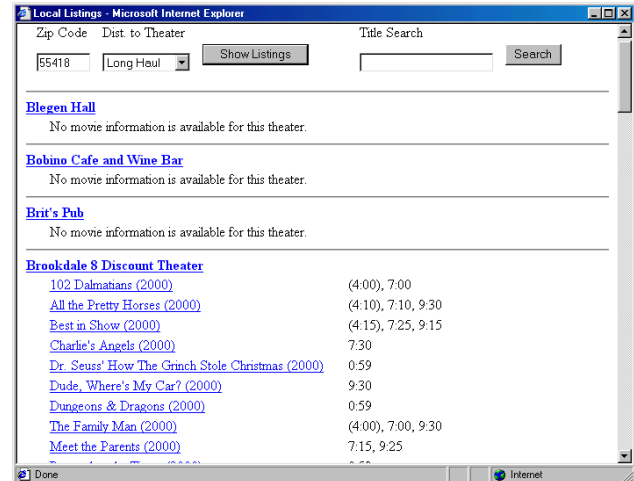 Local Listings - Microsoft Internet Explorer
Zip Code Dist. to Theater Title Search
55418 Long Haul Show Listings Search
Blegen Hall
No movie information is available for this theater.
Bobino Cafe and Wine Bar
No movie information is available for this theater.
Brit's Pub
No movie information is available for this theater.
Brookdale 8 Discount Theater
102 Dalmatians (2000) (4:00), 7:00
All the Pretty Horses (2000) (4:10), 7:10, 9:30
Best in Show (2000) (4:15), 7:25, 9:15
Charlie's Angels (2000) 7:30
Dr. Seuss' How The Grinch Stole Christmas (2000) 0:59
Dude, Where's My Car? (2000) 9:30
Dungeons & Dragons (2000) 0:59
The Family Man (2000) (4:00), 7:00, 9:30
Meet the Parents (2000) 7:15, 9:25
Done Internet